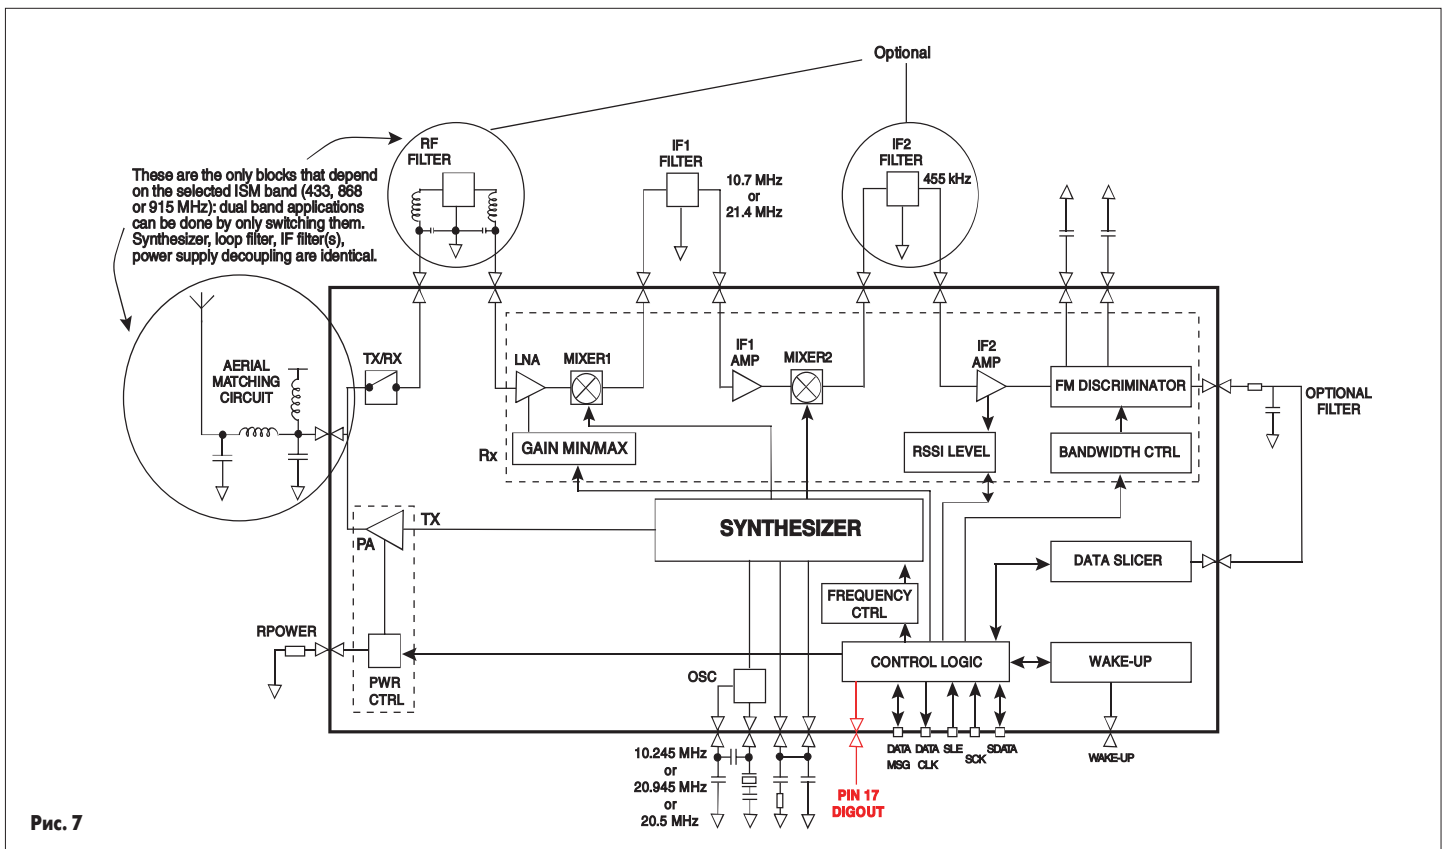 Optional
RF
FILTER
IF1
FILTER
10.7 MHz
or
21.4 MHz
IF2
FILTER
455 kHz
These are the only blocks that depend
on the selected ISM band (433, 868
or 915 MHz): dual band applications
can be done by only switching them.
Synthesizer, loop filter, IF filter(s),
power supply decoupling are identical.
AERIAL
MATCHING
CIRCUIT
TX/RX
LNA
MIXER1
IF1
AMP
MIXER2
IF2
AMP
FM DISCRIMINATOR
OPTIONAL
FILTER
Rx
GAIN MIN/MAX
RSSI LEVEL
BANDWIDTH CTRL
PA
TX
SYNTHESIZER
DATA SLICER
FREQUENCY
CTRL
RPOWER
PWR
CTRL
OSC
CONTROL LOGIC
WAKE-UP
10.245 MHz
or
20.945 MHz
or
20.5 MHz
PIN 17
DIGOUT
DATA
MSG
DATA
CLK
SLE
SCK
SDATA
WAKE-UP
Рис. 7